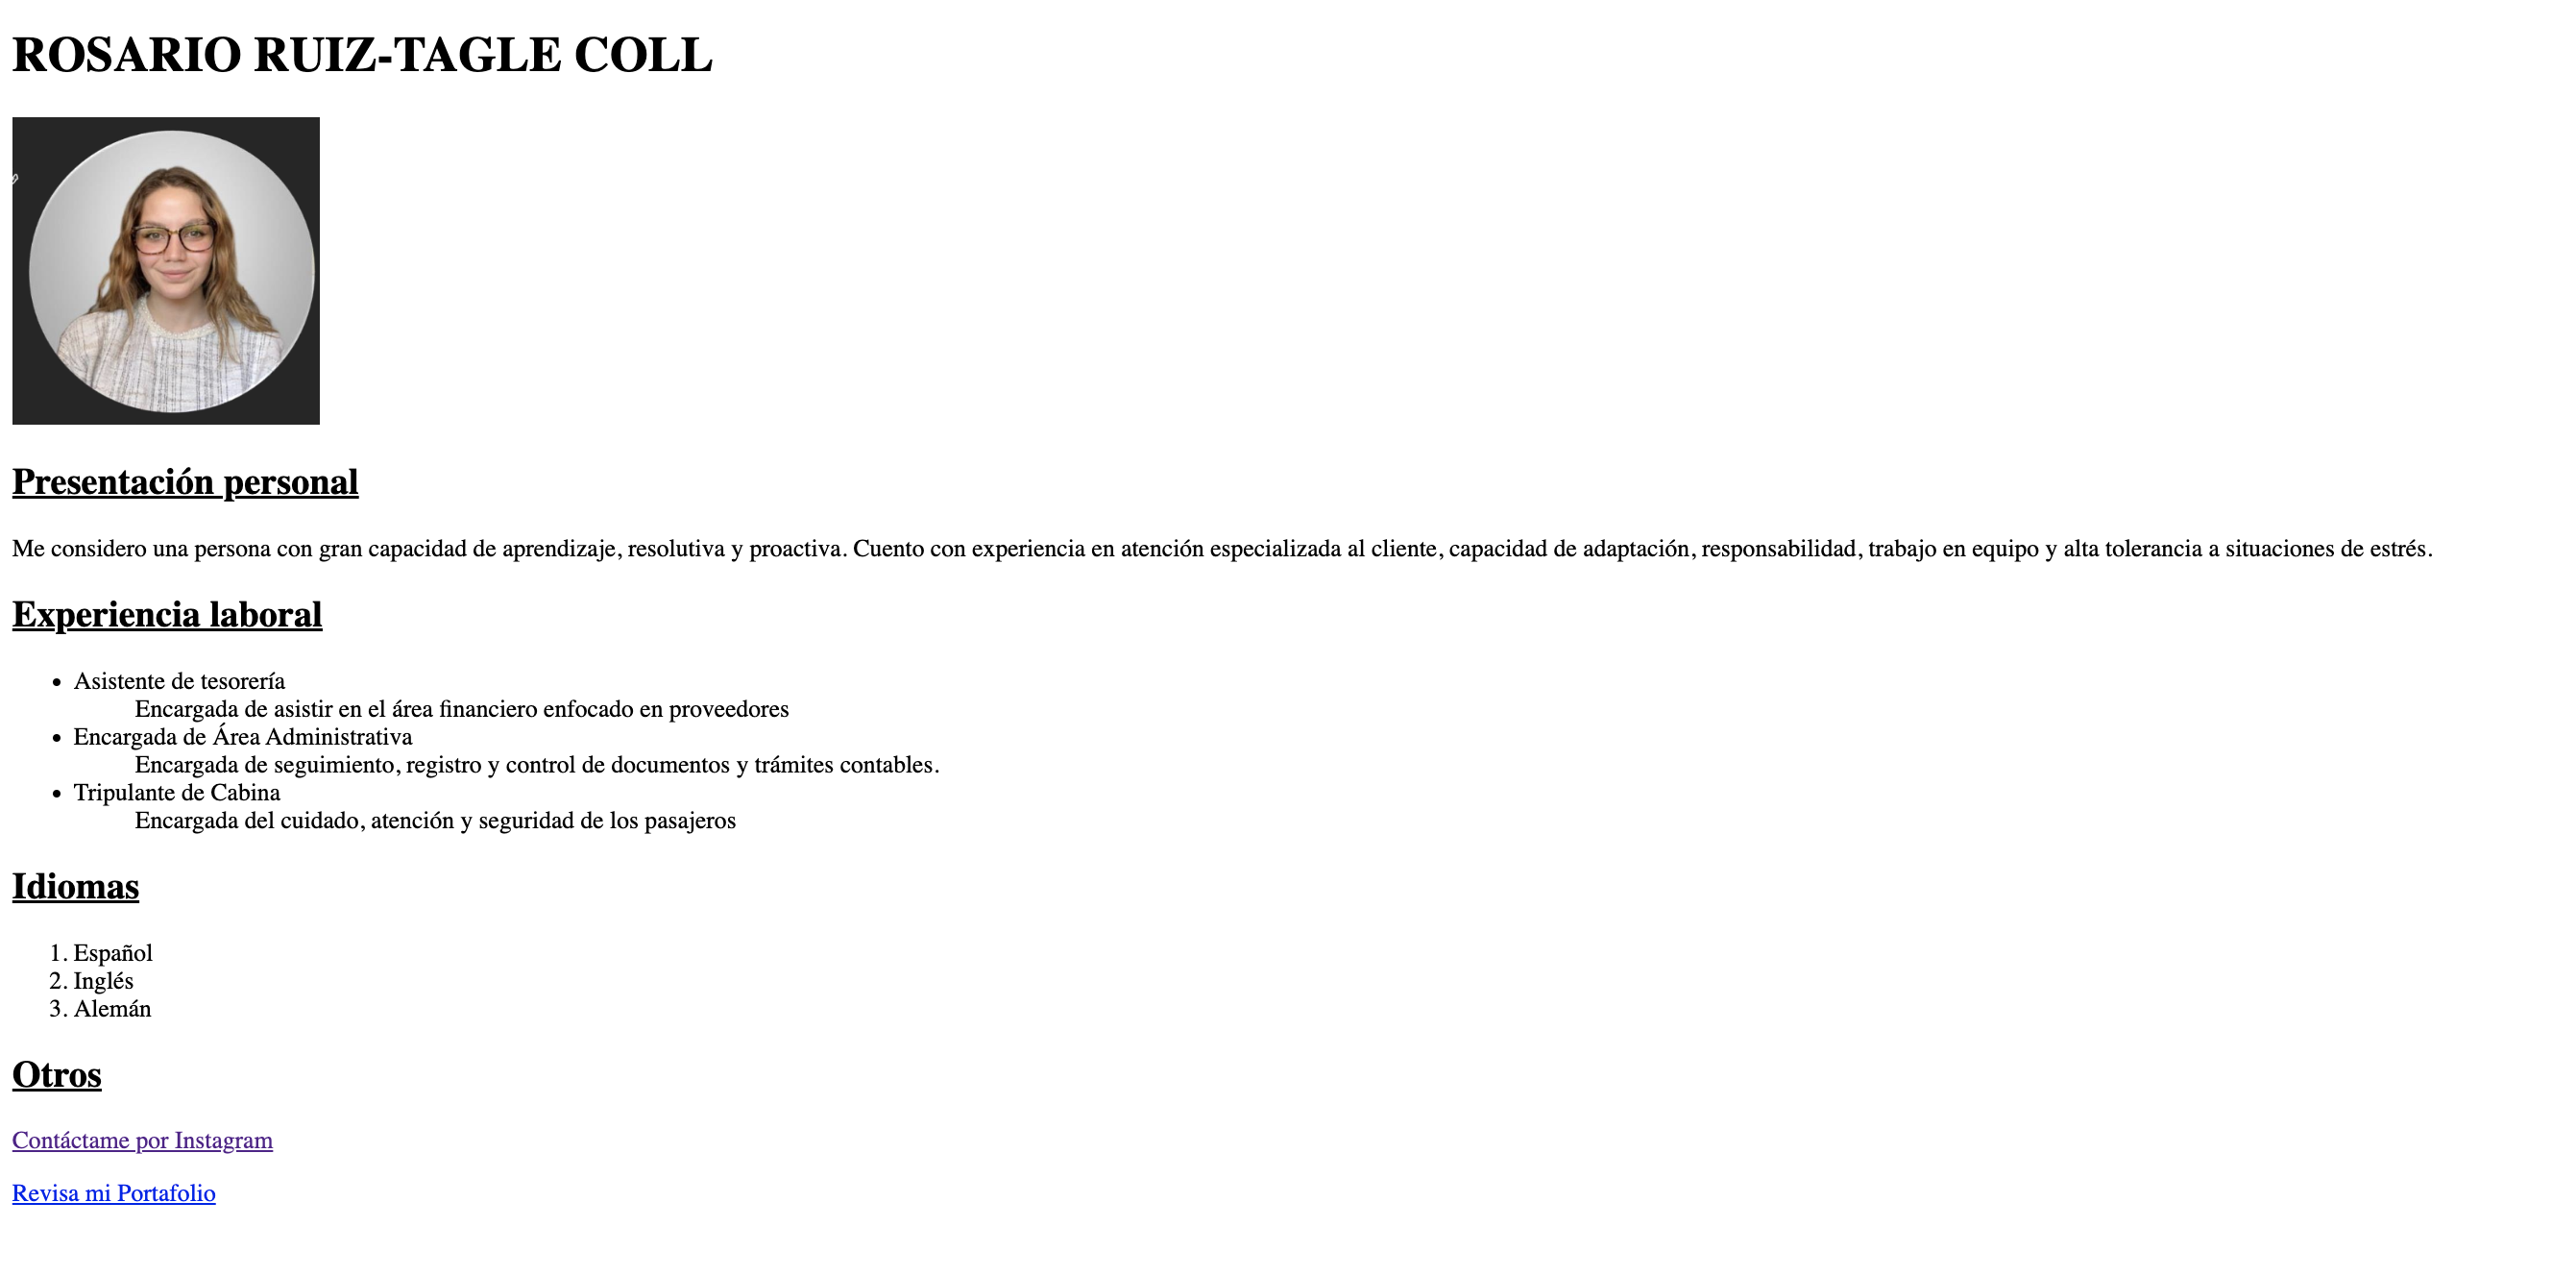 ROSARIO RUIZ-TAGLE COLL
Presentación personal
Me considero una persona con gran capacidad de aprendizaje, resolutiva y proactiva. Cuento con experiencia en atención especializada al cliente, capacidad de adaptación, responsabilidad, trabajo en equipo y alta tolerancia a situaciones de estrés.
Experiencia laboral
• Asistente de tesorería
Encargada de asistir en el área financiero enfocado en proveedores
• Encargada de Área Administrativa
Encargada de seguimiento, registro y control de documentos y trámites contables.
• Tripulante de Cabina
Encargada del cuidado, atención y seguridad de los pasajeros
Idiomas
1. Español
2. Inglés
3. Alemán
Otros
Contáctame por Instagram
Revisa mi Portafolio